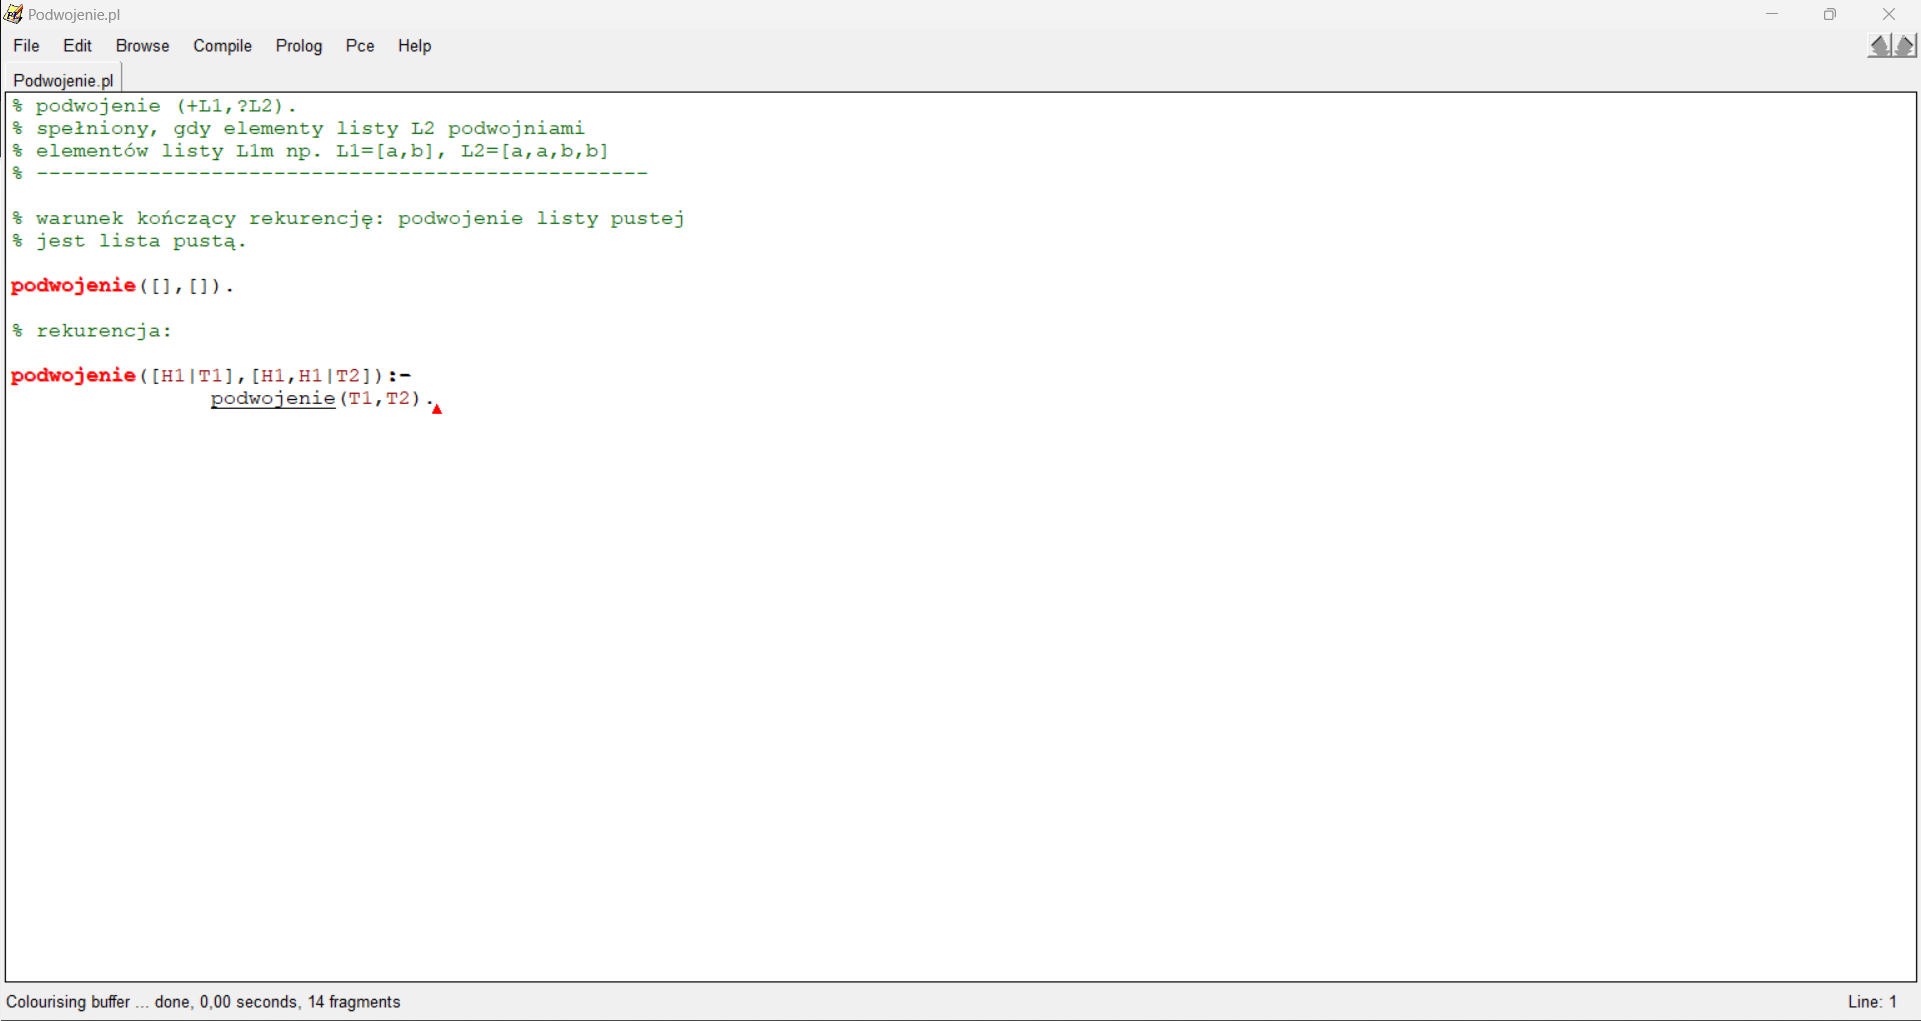 Podwojenie.pl
File Edit Browse Compile Prolog Pce Help
Podwojenie.pl
% podwojenie (+L1,?L2).
% spełniony, gdy elementy listy L2 podwojniami
% elementów listy L1m np. L1=[a,b], L2=[a,a,b,b]
% -------------------------------------------------
% warunek kończący rekurencję: podwojenie listy pustej
% jest lista pustą.
podwojenie([],[]).
% rekurencja:
podwojenie([H1|T1],[H1,H1|T2]):-
podwojenie(T1,T2).
Colourising buffer ... done, 0,00 seconds, 14 fragments
Line: 1